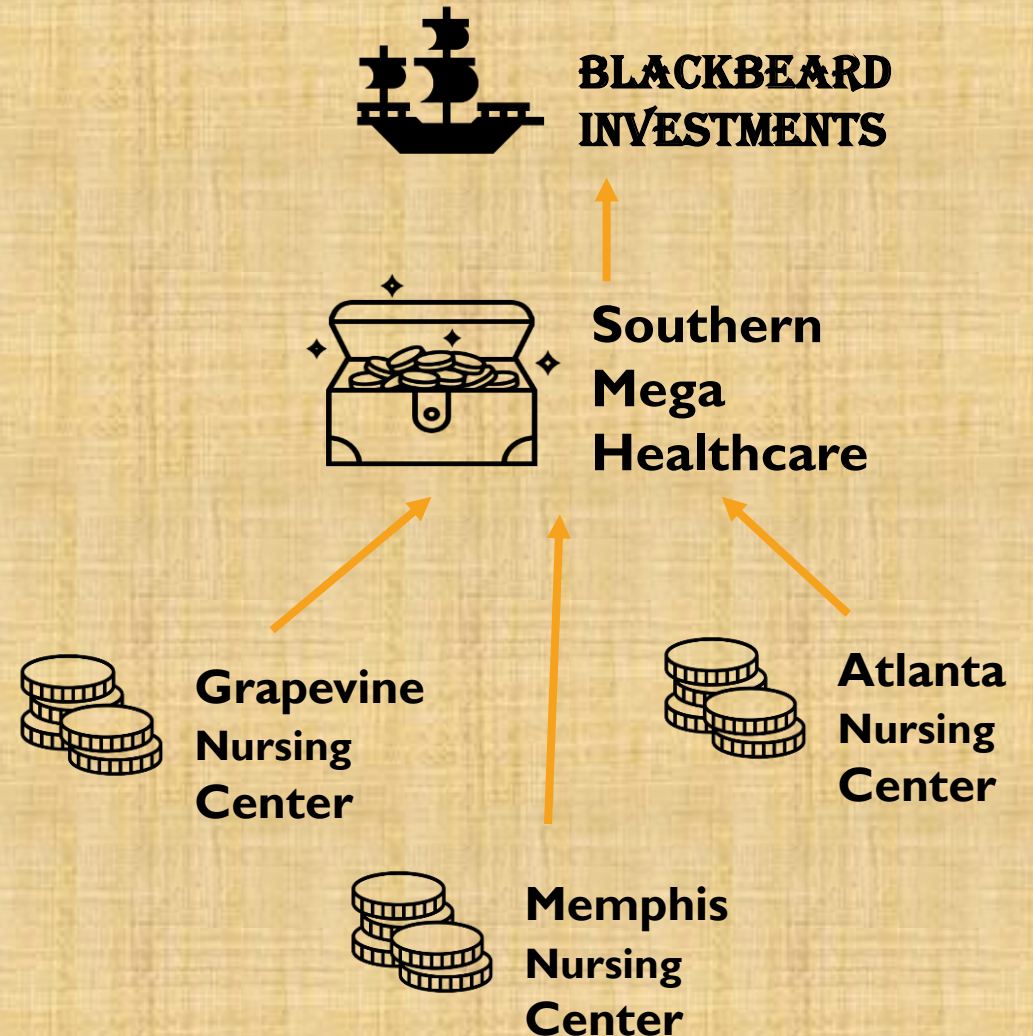 BLACKBEARD
INVESTMENTS
Southern
Mega
Healthcare
Grapevine
Nursing
Center
Atlanta
Nursing
Center
Memphis
Nursing
Center